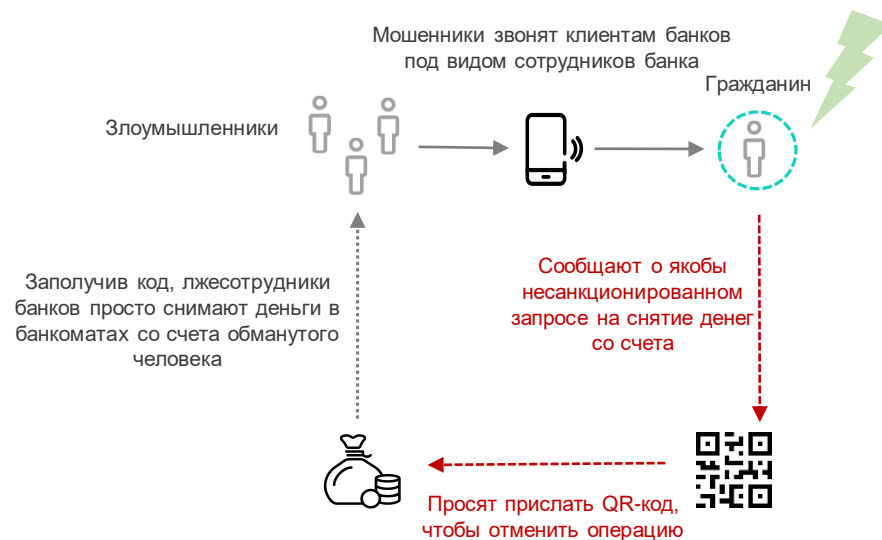 Мошенники звонят клиентам банков
под видом сотрудников банка
Гражданин
Злоумышленники
Заполучив код, лжесотрудники
банков просто снимают деньги в
банкоматах со счета обманутого
человека
Сообщают о якобы
несанкционированном
запросе на снятие денег
со счета
Просят прислать QR-код,
чтобы отменить операцию